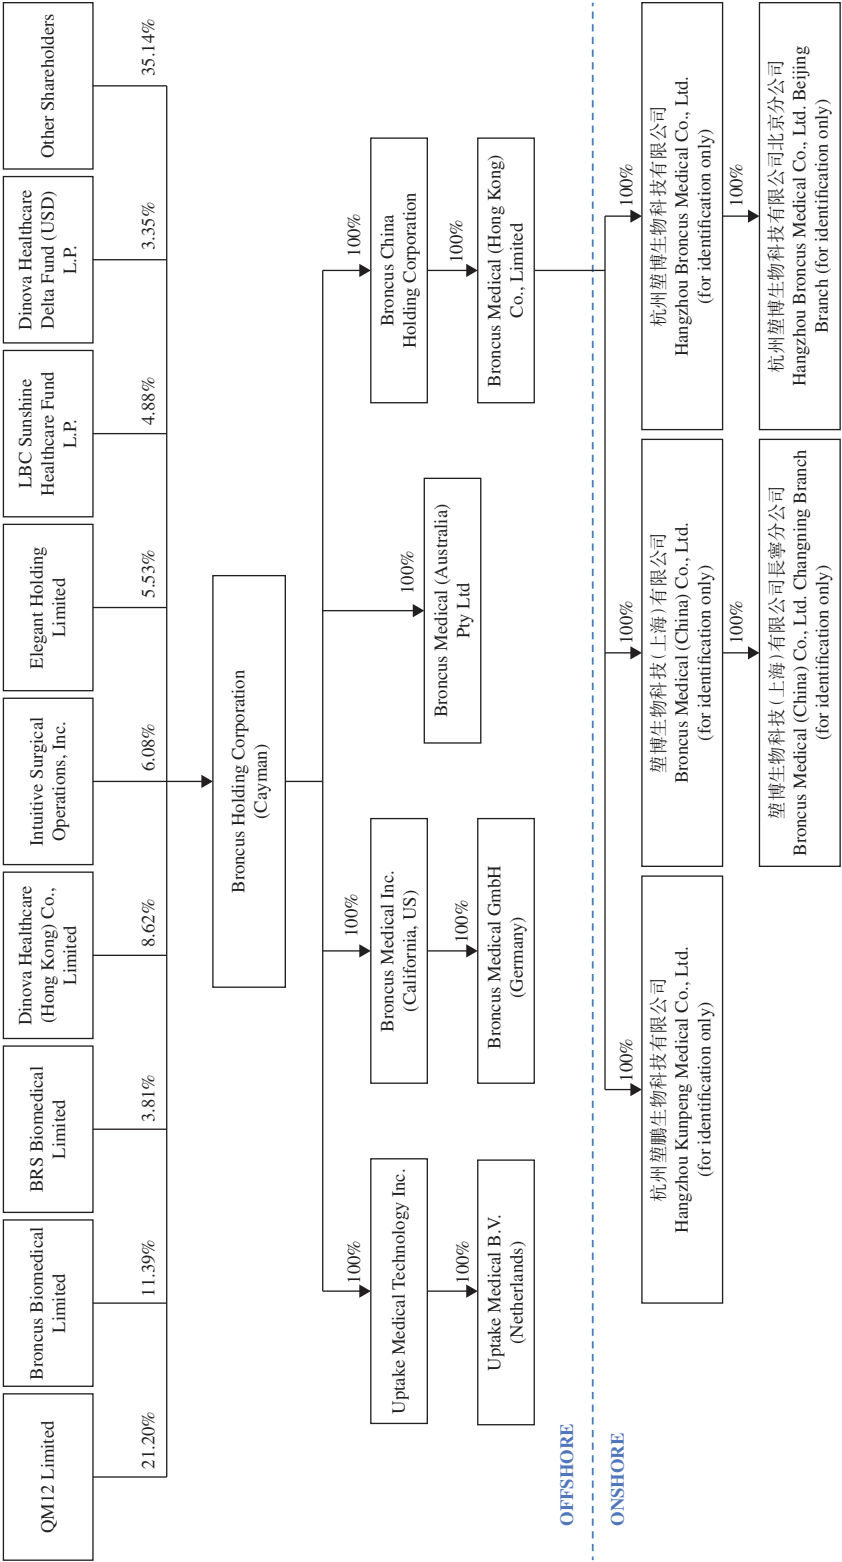 QM12 Limited
Broncus Biomedical
Limited
BRS Biomedical
Limited
Dinova Healthcare
(Hong Kong) Co.,
Limited
Intuitive Surgical
Operations, Inc.
Elegant Holding
Limited
LBC Sunshine
Healthcare Fund
L.P.
Dinova Healthcare
Delta Fund (USD)
L.P.
Other Shareholders
21.20%
11.39%
3.81%
8.62%
6.08%
5.53%
4.88%
3.35%
35.14%
Broncus Holding Corporation
(Cayman)
100%
100%
100%
100%
Uptake Medical Technology Inc.
Broncus Medical Inc.
(California, US)
Broncus Medical (Australia)
Pty Ltd
Broncus China
Holding Corporation
100%
100%
100%
Uptake Medical B.V.
(Netherlands)
Broncus Medical GmbH
(Germany)
Broncus Medical (Hong Kong)
Co., Limited
OFFSHORE
ONSHORE
100%
100%
100%
杭州堃鵬生物科技有限公司
Hangzhou Kunpeng Medical Co., Ltd.
(for identification only)
堃博生物科技(上海)有限公司
Broncus Medical (China) Co., Ltd.
(for identification only)
杭州堃博生物科技有限公司
Hangzhou Broncus Medical Co., Ltd.
(for identification only)
100%
100%
堃博生物科技(上海)有限公司長寧分公司
Broncus Medical (China) Co., Ltd. Changning Branch
(for identification only)
杭州堃博生物科技有限公司北京分公司
Hangzhou Broncus Medical Co., Ltd. Beijing
Branch (for identification only)